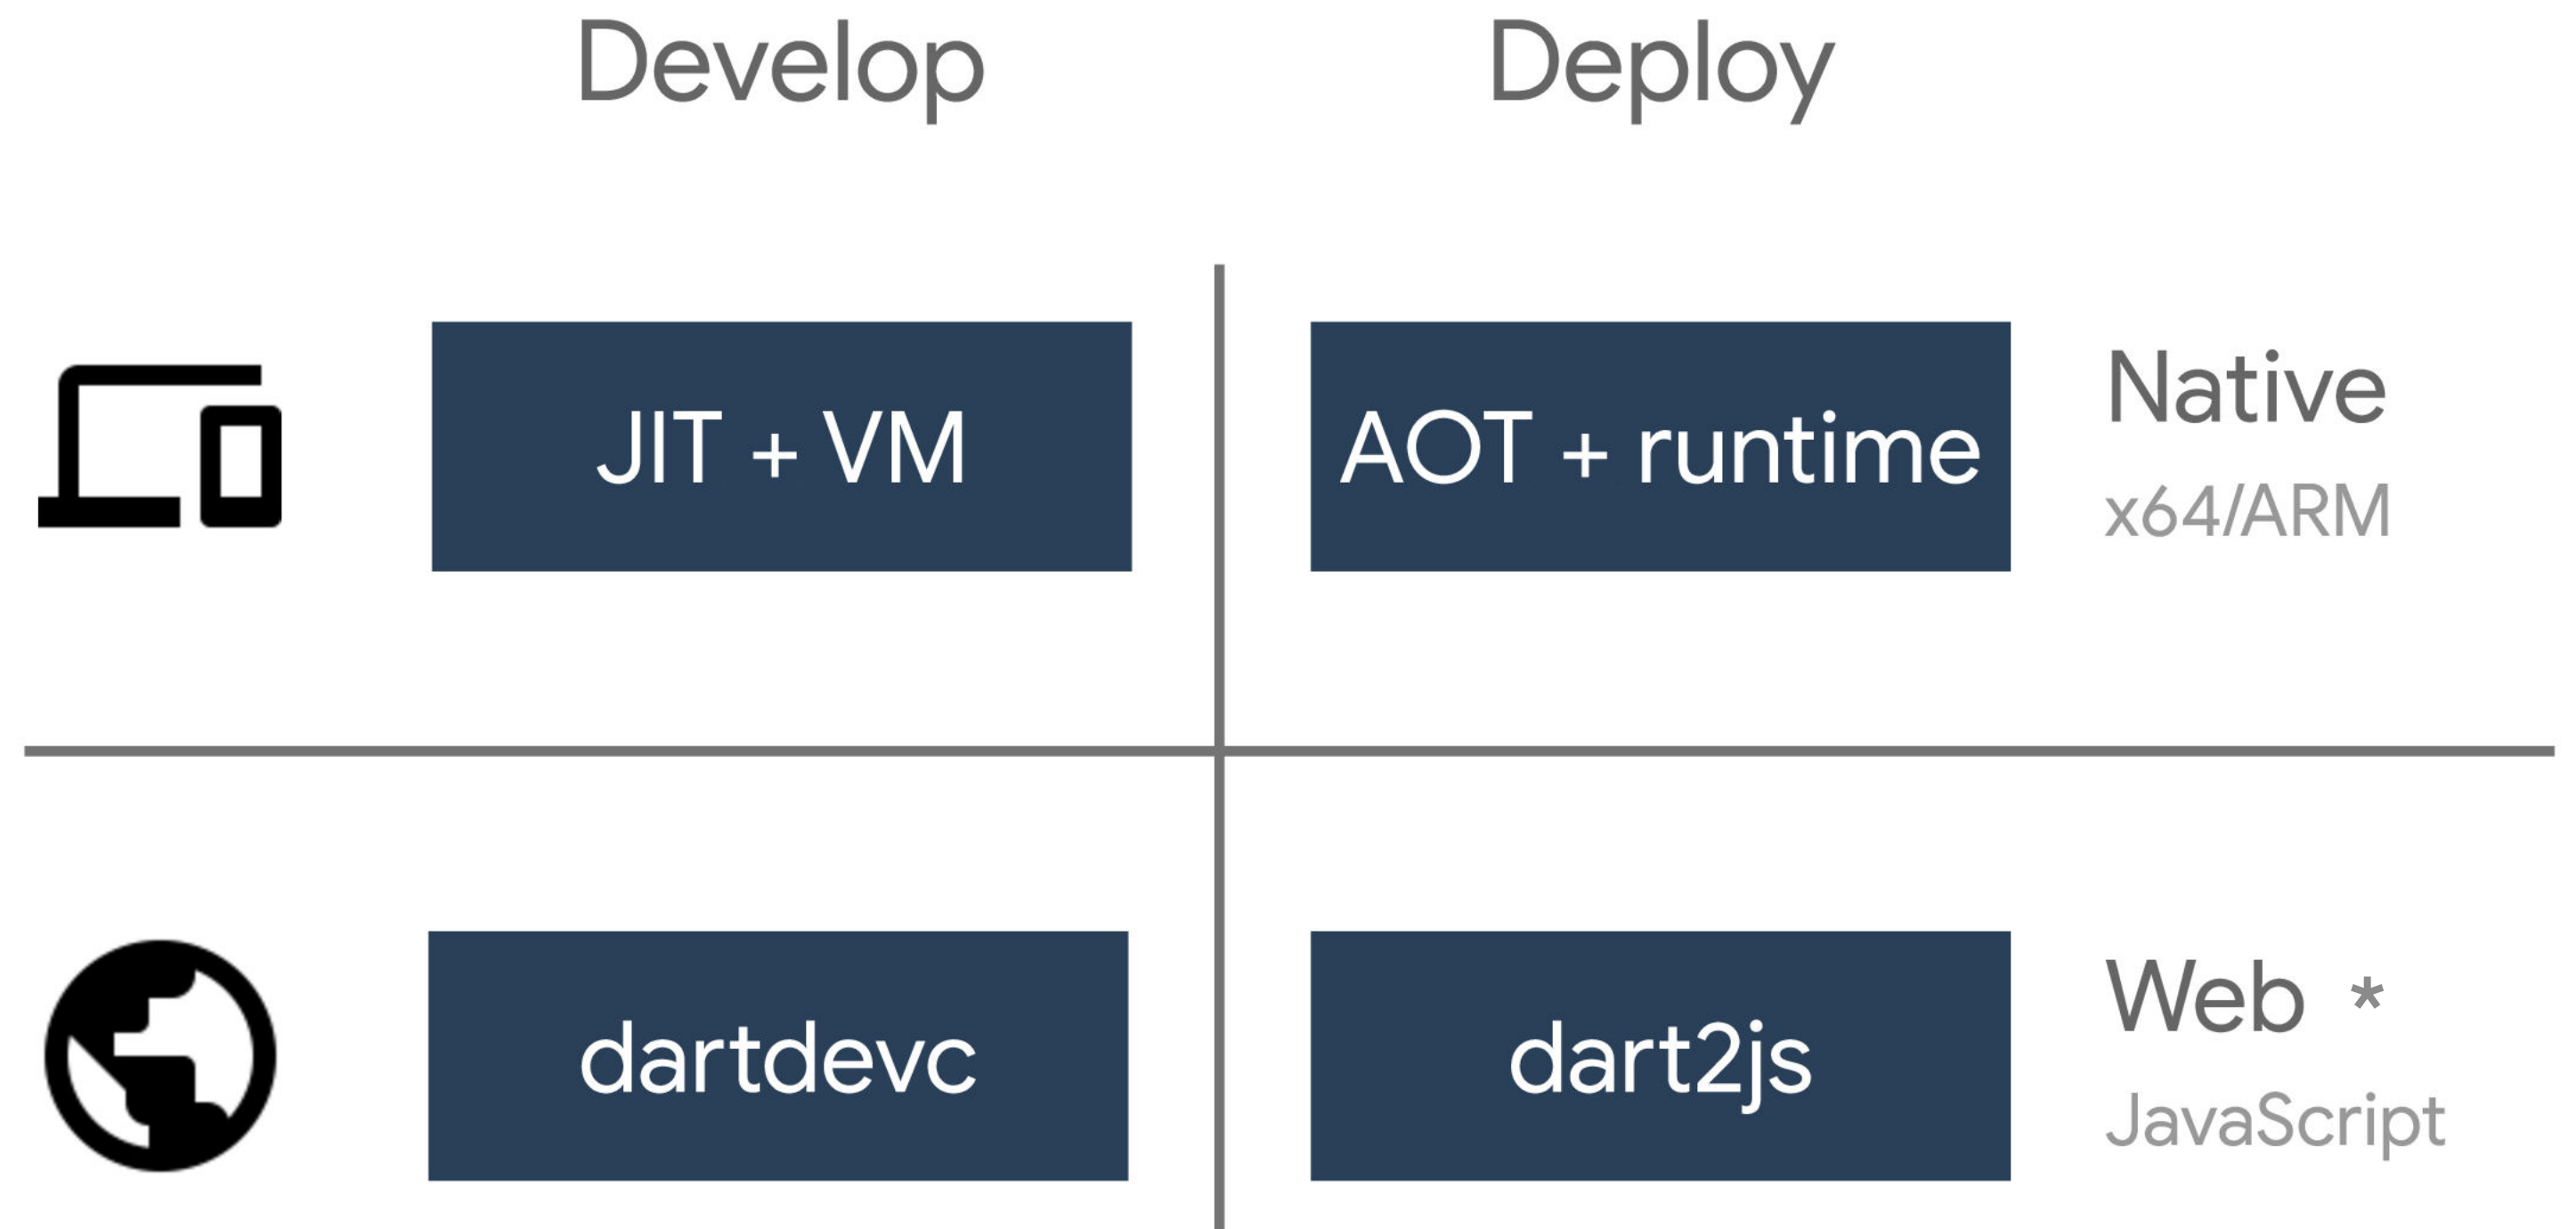 Develop
Deploy
JIT + VM
AOT + runtime
Native
x64/ARM
dartdevc
dart2js
Web *
JavaScript